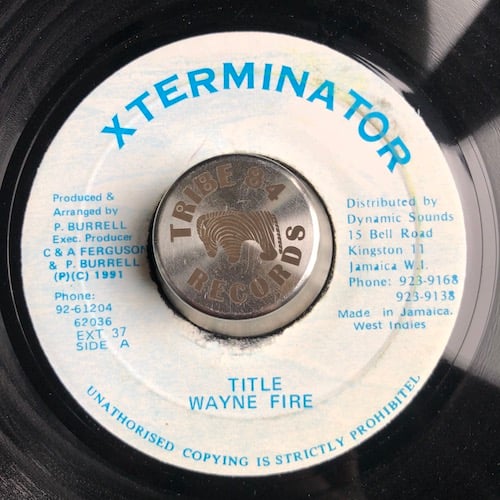 XTERMINATOR
Produced &
Arranged by
P. BURRELL
Exec. Producer
C & A FERGUSON
& P. BURRELL
(P)(C) 1991
Phone:
92-61204
62036
EXT 37
SIDE A
TRIBE 84
RECORDS
Distributed by
Dynamic Sounds
15 Bell Road
Kingston 11
Jamaica W.I.
Phone: 923-9168
923-9138
Made in Jamaica.
West Indies
TITLE
WAYNE FIRE
UNATHORISED COPYING IS STRICTLY PROHIBITEL